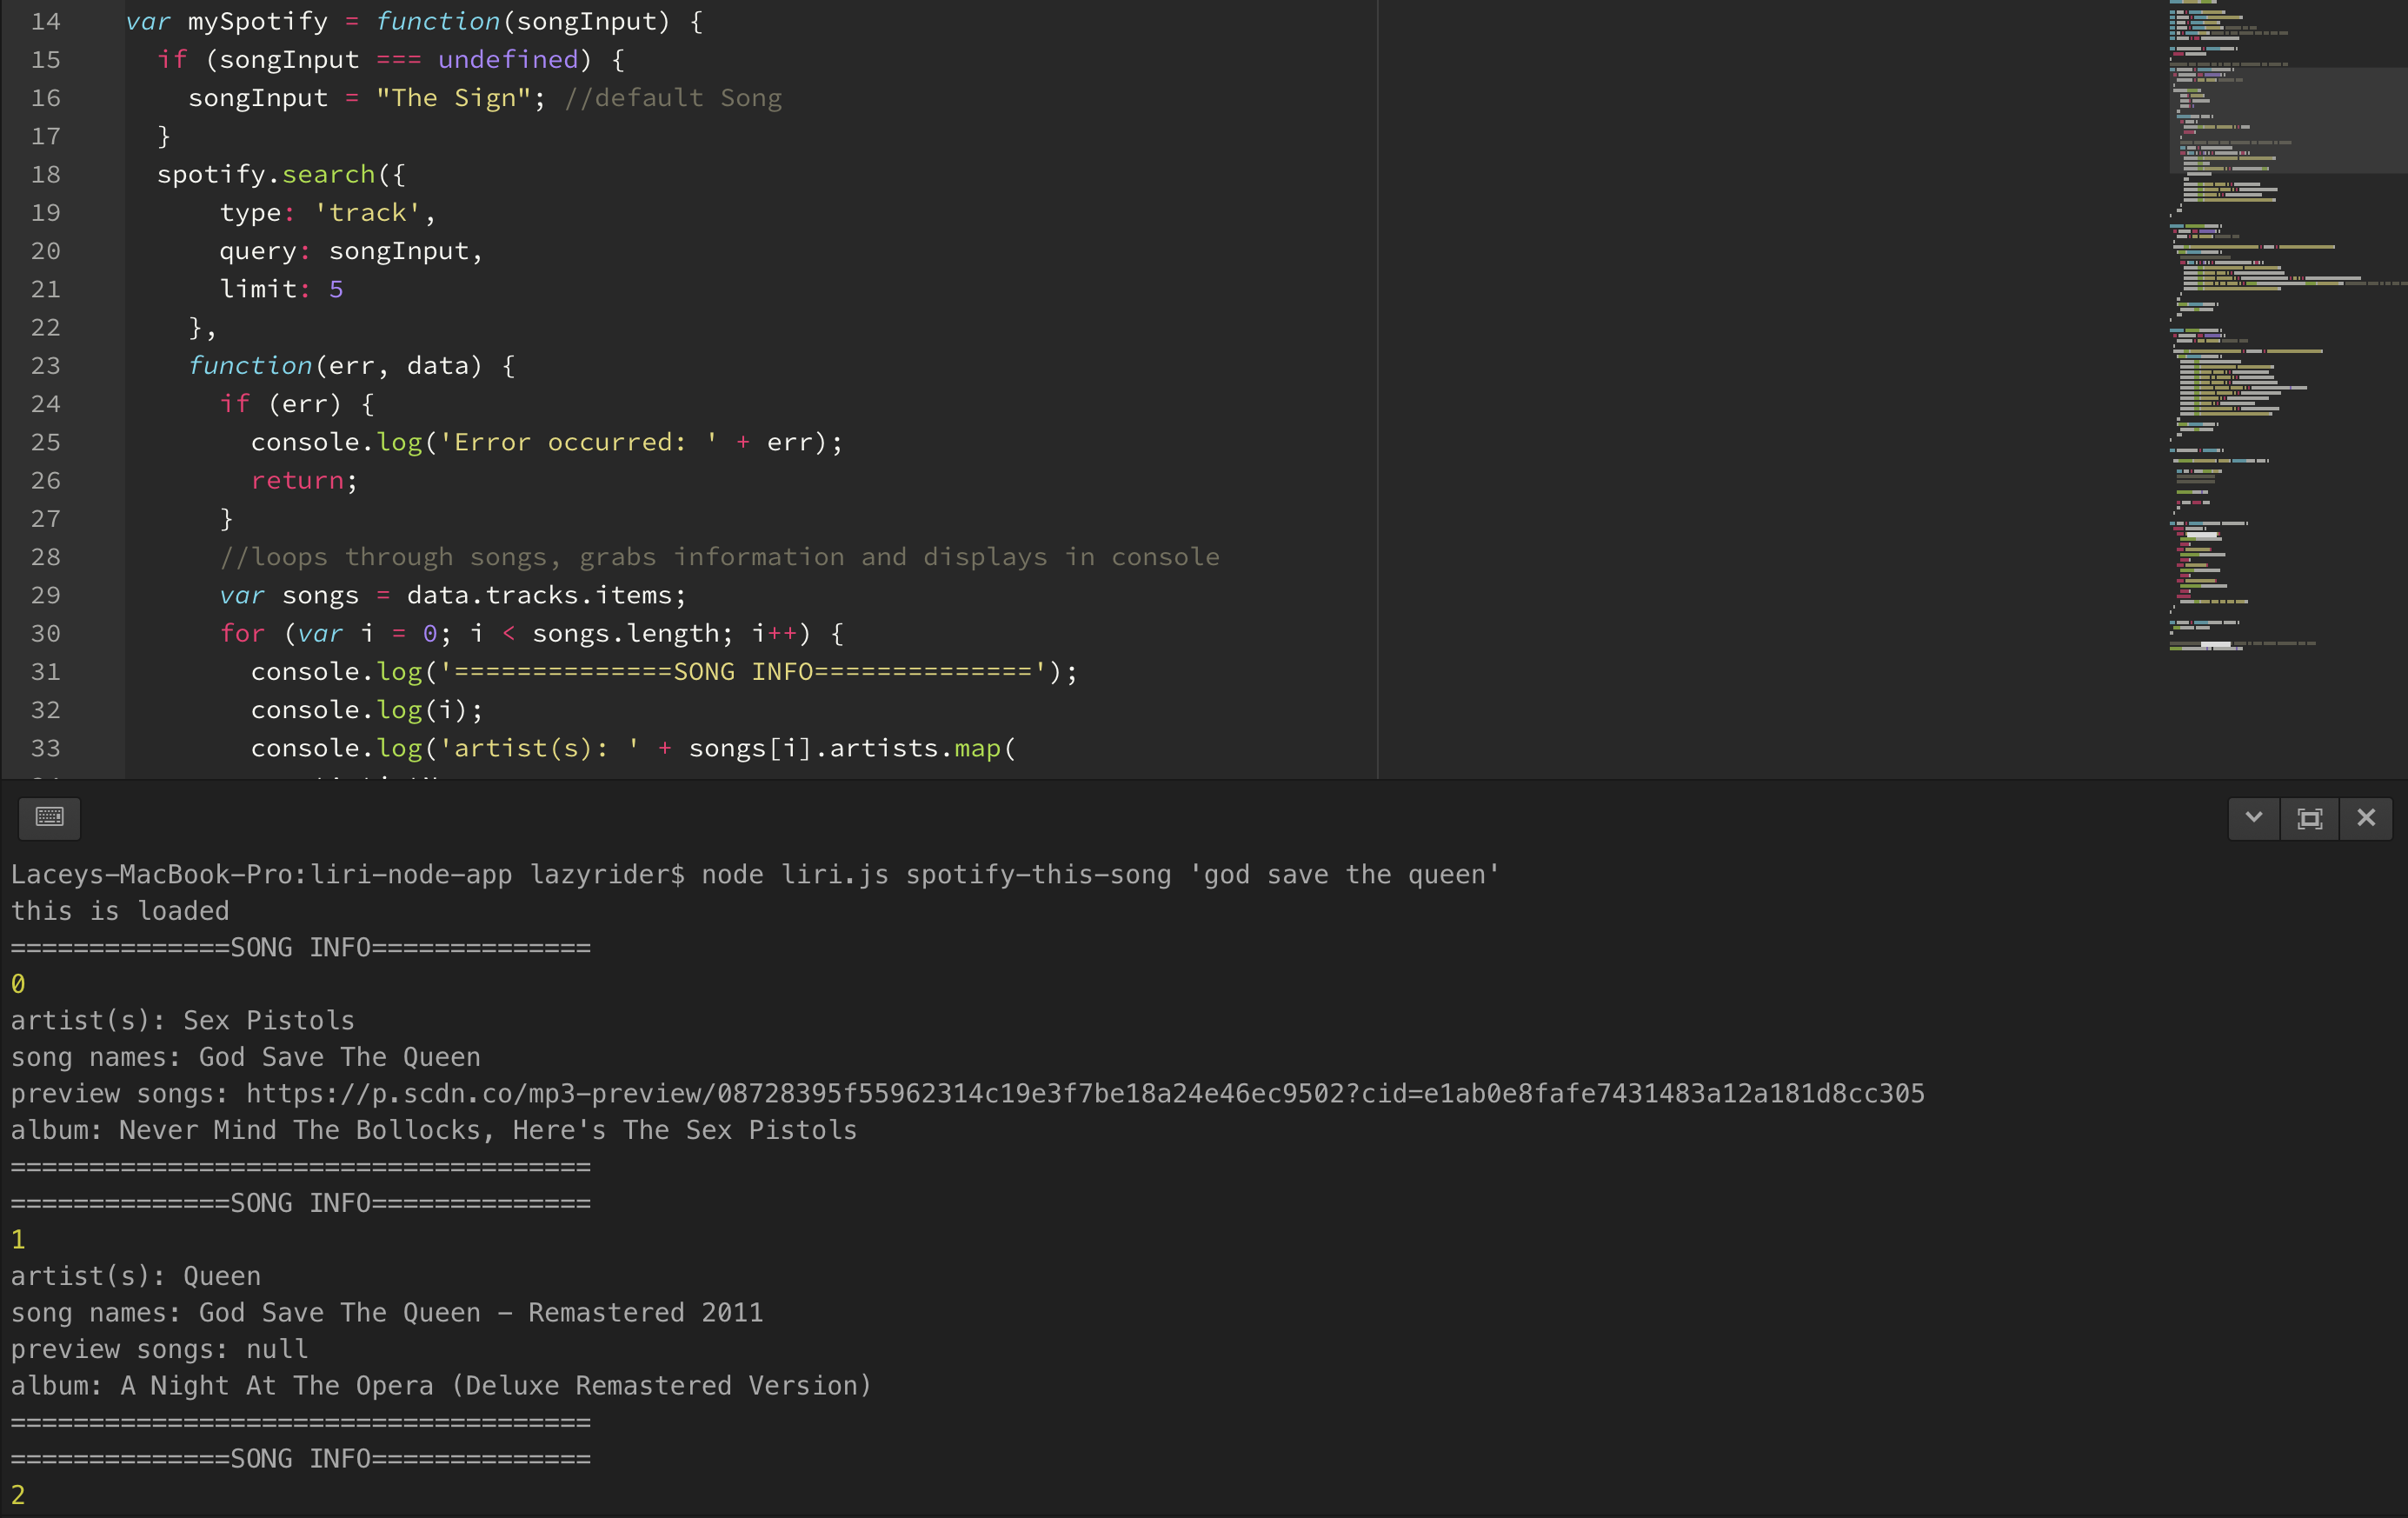 14 var mySpotify = function(songInput) {
15 if (songInput === undefined) {
16 songInput = "The Sign"; //default Song
17 }
18 spotify.search({
19 type: 'track',
20 query: songInput,
21 limit: 5
22 },
23 function(err, data) {
24 if (err) {
25 console.log('Error occurred: ' + err);
26 return;
27 }
28 //loops through songs, grabs information and displays in console
29 var songs = data.tracks.items;
30 for (var i = 0; i < songs.length; i++) {
31 console.log('==============SONG INFO==============');
32 console.log(i);
33 console.log('artist(s): ' + songs[i].artists.map(
Laceys-MacBook-Pro:liri-node-app lazyrider$ node liri.js spotify-this-song 'god save the queen'
this is loaded
==============SONG INFO==============
0
artist(s): Sex Pistols
song names: God Save The Queen
preview songs: https://p.scdn.co/mp3-preview/08728395f55962314c19e3f7be18a24e46ec9502?cid=e1ab0e8fafe7431483a12a181d8cc305
album: Never Mind The Bollocks, Here's The Sex Pistols
=====================================
==============SONG INFO==============
1
artist(s): Queen
song names: God Save The Queen - Remastered 2011
preview songs: null
album: A Night At The Opera (Deluxe Remastered Version)
=====================================
==============SONG INFO==============
2